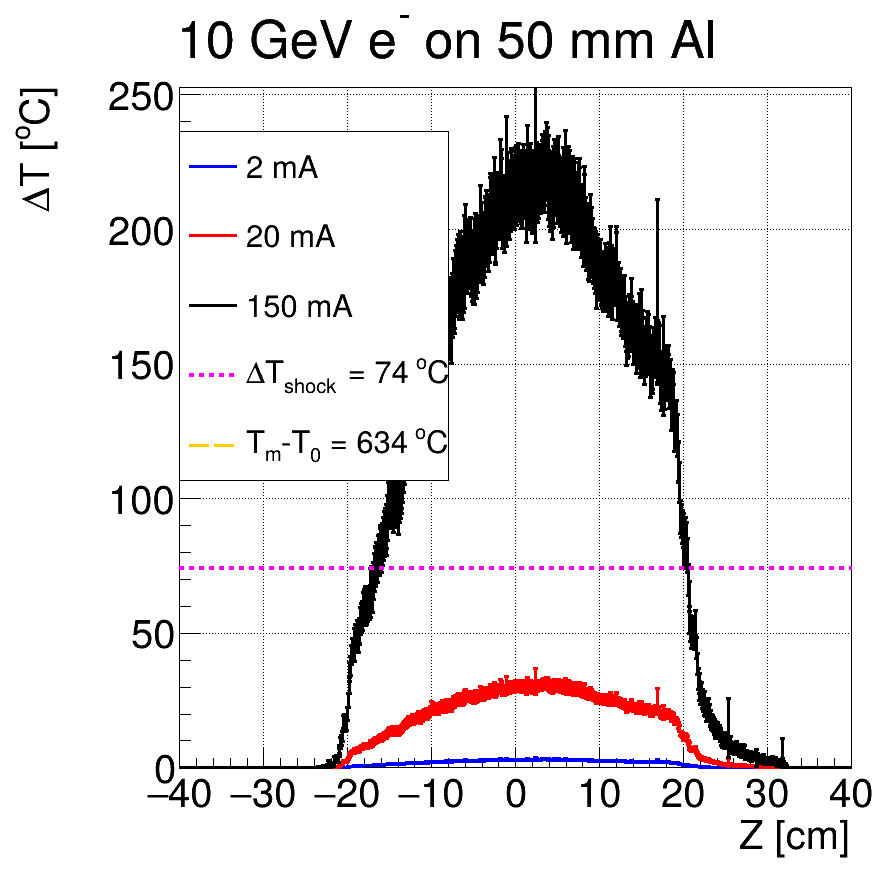 10 GeV e⁻ on 50 mm Al
ΔT [°C]
250
200
150
100
50
0
2 mA
20 mA
150 mA
ΔT_shock = 74 °C
T_m-T_0 = 634 °C
−40 −30 −20 −10 0 10 20 30 40
Z [cm]